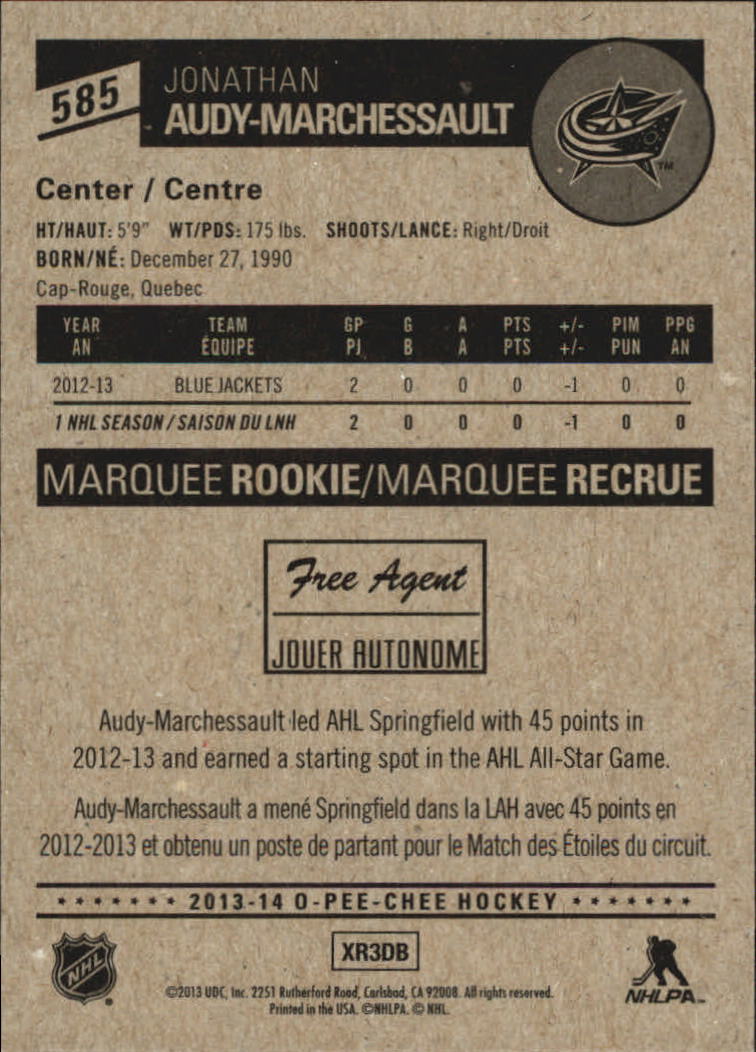 585
JONATHAN
AUDY-MARCHESSAULT
TM
Center / Centre
HT/HAUT: 5'9" WT/PDS: 175 lbs. SHOOTS/LANCE: Right/Droit
BORN/NÉ: December 27, 1990
Cap-Rouge, Quebec
YEAR TEAM GP G A PTS +/- PIM PPG
AN ÉQUIPE PJ B A PTS +/- PUN AN
2012-13 BLUE JACKETS 2 0 0 0 -1 0 0
1 NHL SEASON / SAISON DU LNH 2 0 0 0 -1 0 0
MARQUEE ROOKIE/MARQUEE RECRUE
Free Agent
JOUER AUTONOME
Audy-Marchessault led AHL Springfield with 45 points in
2012-13 and earned a starting spot in the AHL All-Star Game.
Audy-Marchessault a mené Springfield dans la LAH avec 45 points en
2012-2013 et obtenu un poste de partant pour le Match des Étoiles du circuit.
2013-14 O-PEE-CHEE HOCKEY
NHL
XR3DB
©2013 UDC, Inc. 2251 Rutherford Road, Carlsbad, CA 92008. All rights reserved.
Printed in the USA. ©NHLPA. © NHL.
NHLPA